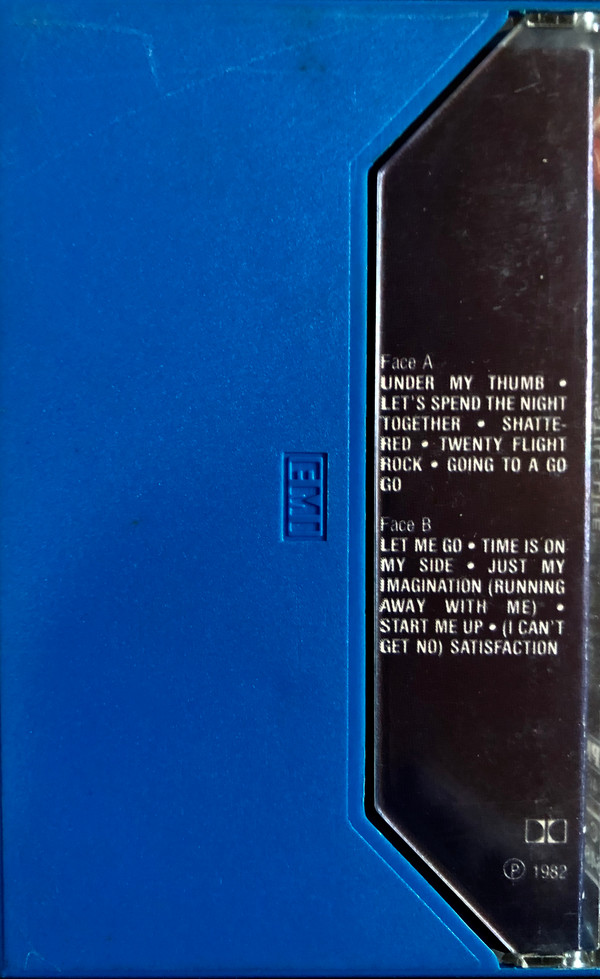 Face A
UNDER MY THUMB •
LET'S SPEND THE NIGHT
TOGETHER • SHATTE-
RED • TWENTY FLIGHT
ROCK • GOING TO A GO
GO
EMI
Face B
LET ME GO • TIME IS ON
MY SIDE • JUST MY
IMAGINATION (RUNNING
AWAY WITH ME) •
START ME UP • (I CAN'T
GET NO) SATISFACTION
Ⓟ 1982